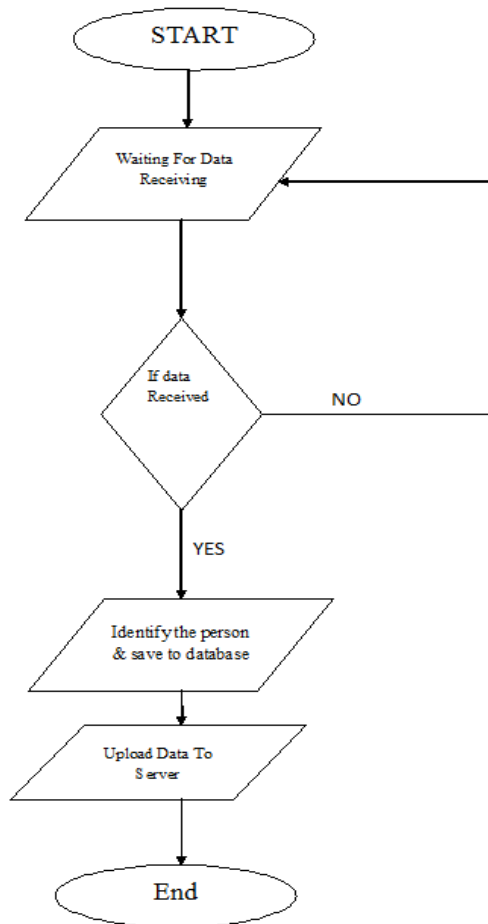 START
Waiting For Data
Receiving
If data
Received
NO
YES
Identify the person
& save to database
Upload Data To
Server
End